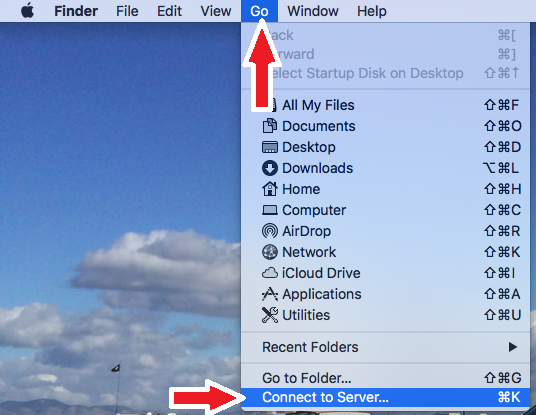 Finder File Edit View Go Window Help
ack ⌘[
rward ⌘]
elect Startup Disk on Desktop ⇧⌘↑
All My Files ⇧⌘F
Documents ⇧⌘O
Desktop ⇧⌘D
Downloads ⌥⌘L
Home ⇧⌘H
Computer ⇧⌘C
AirDrop ⇧⌘R
Network ⇧⌘K
iCloud Drive ⇧⌘I
Applications ⇧⌘A
Utilities ⇧⌘U
Recent Folders
Go to Folder... ⇧⌘G
Connect to Server... ⌘K